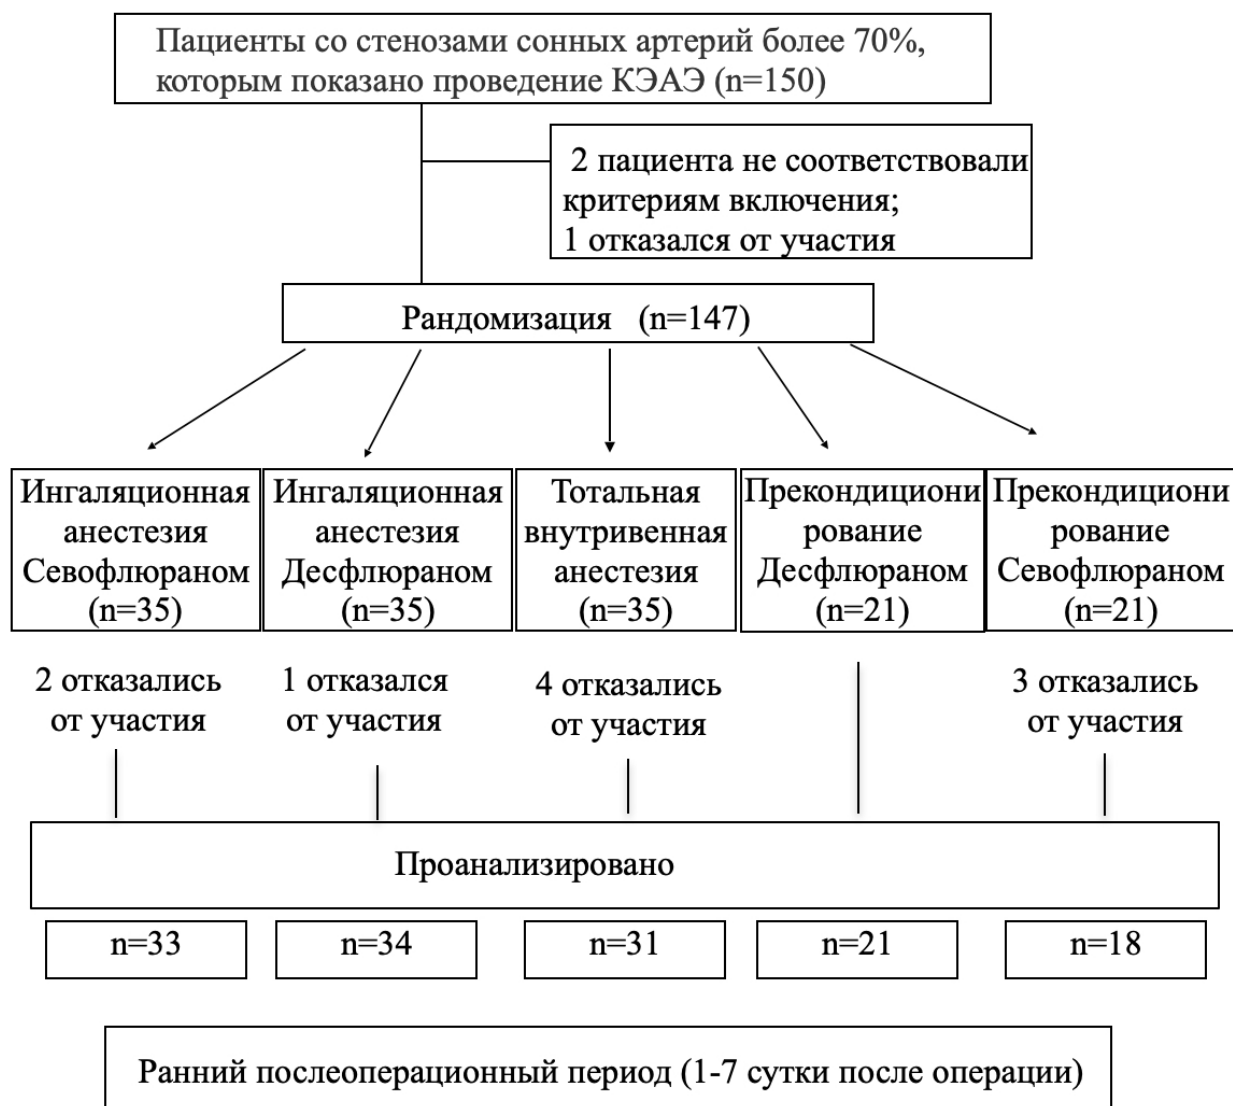 Пациенты со стенозами сонных артерий более 70%,
которым показано проведение КЭАЭ (n=150)
2 пациента не соответствовали
критериям включения;
1 отказался от участия
Рандомизация (n=147)
Ингаляционная
анестезия
Севофлюраном
(n=35)
Ингаляционная
анестезия
Десфлюраном
(n=35)
Тотальная
внутривенная
анестезия
(n=35)
Прекондициони
рование
Десфлюраном
(n=21)
Прекондициони
рование
Севофлюраном
(n=21)
2 отказались
от участия
1 отказался
от участия
4 отказались
от участия
3 отказались
от участия
Проанализировано
n=33
n=34
n=31
n=21
n=18
Ранний послеоперационный период (1-7 сутки после операции)